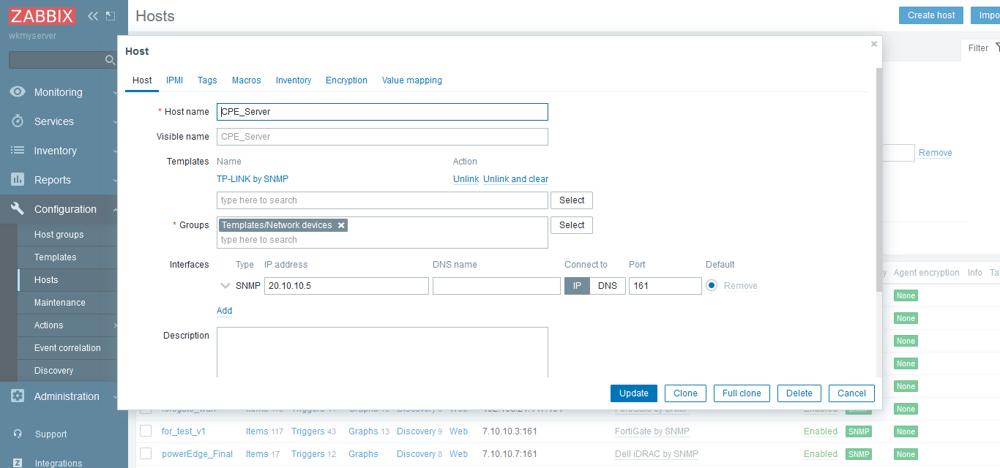 ZABBIX
wkmyserver
Monitoring
Services
Inventory
Reports
Configuration
Host groups
Templates
Hosts
Maintenance
Actions
Event correlation
Discovery
Administration
Support
Integrations
Hosts
Create host
Impo
Filter
Remove
Host
Host IPMI Tags Macros Inventory Encryption Value mapping
* Host name CPE_Server
Visible name CPE_Server
Templates Name Action
TP-LINK by SNMP Unlink Unlink and clear
type here to search Select
* Groups Templates/Network devices Select
type here to search
Interfaces Type IP address DNS name Connect to Port Default
SNMP 20.10.10.5 IP DNS 161 Remove
Add
Description
Update Clone Full clone Delete Cancel
y Agent encryption Info Ta
None
None
None
None
None
Enabled SNMP None
for_test_v1 Items 117 Triggers 43 Graphs 13 Discovery 9 Web 7.10.10.3:161 FortiGate by SNMP Enabled SNMP None
powerEdge_Final Items 17 Triggers 12 Graphs Discovery 8 Web 7.10.10.7:161 Dell iDRAC by SNMP Enabled SNMP None